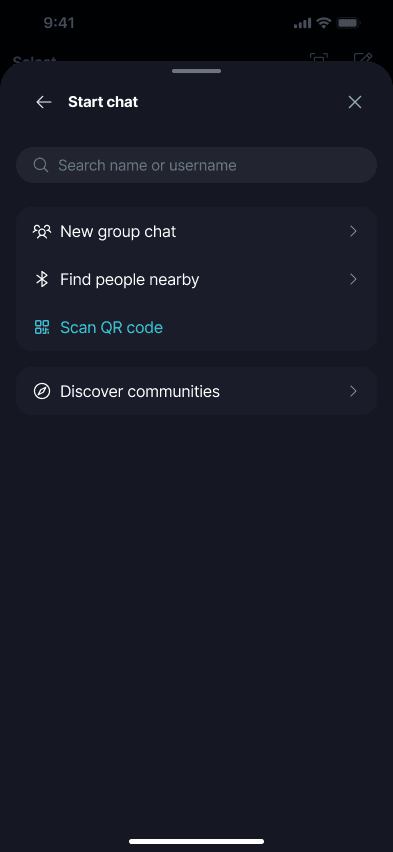 9:41
Select
Start chat
Search name or username
New group chat
Find people nearby
Scan QR code
Discover communities